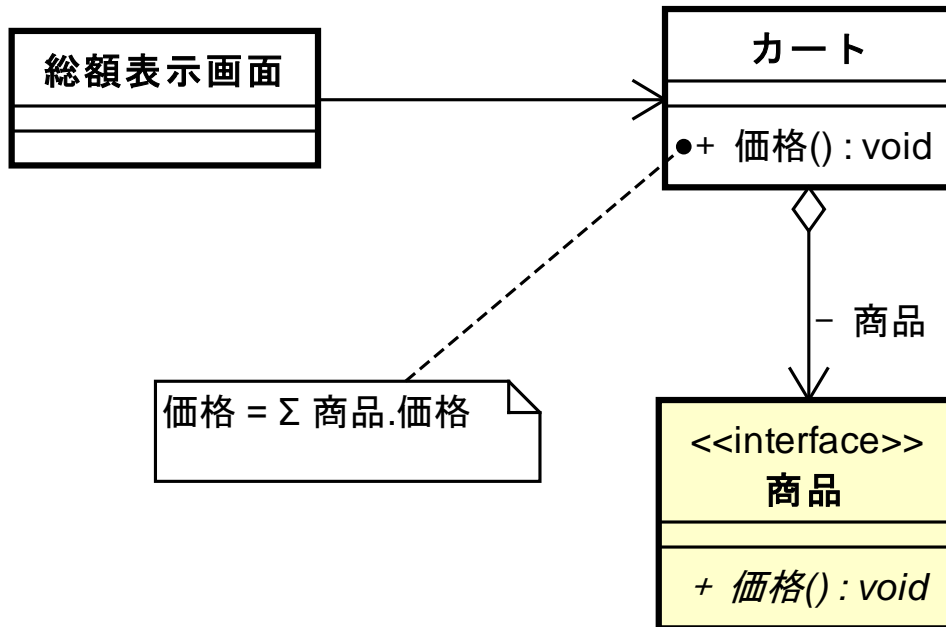 総額表示画面
カート
+ 価格() : void
− 商品
価格 = Σ 商品.価格
<<interface>>
商品
+ 価格() : void